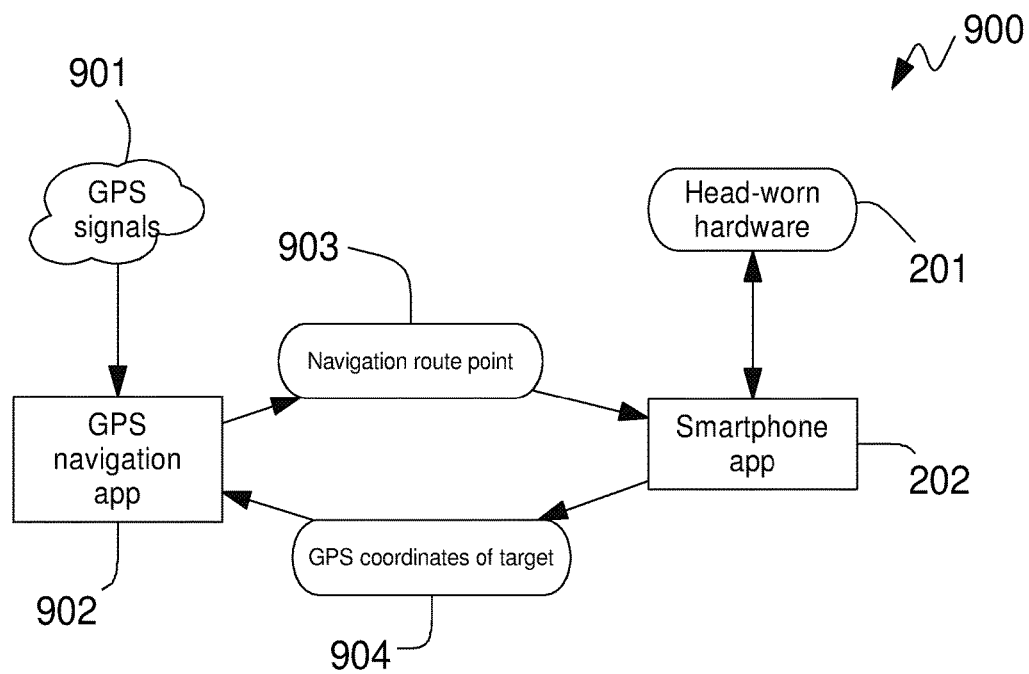 900
901
GPS
signals
Head-worn
hardware
201
903
Navigation route point
GPS
navigation
app
Smartphone
app
202
GPS coordinates of target
902
904